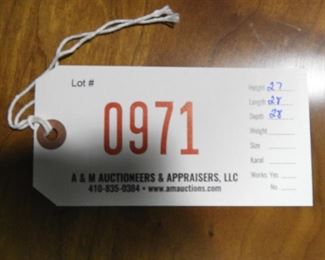 Lot #
0971
Height 27
Length 28
Depth 28
Weight
Size
Karat
Works Yes
No
A & M AUCTIONEERS & APPRAISERS, LLC
410-835-0384 • www.amauctions.com